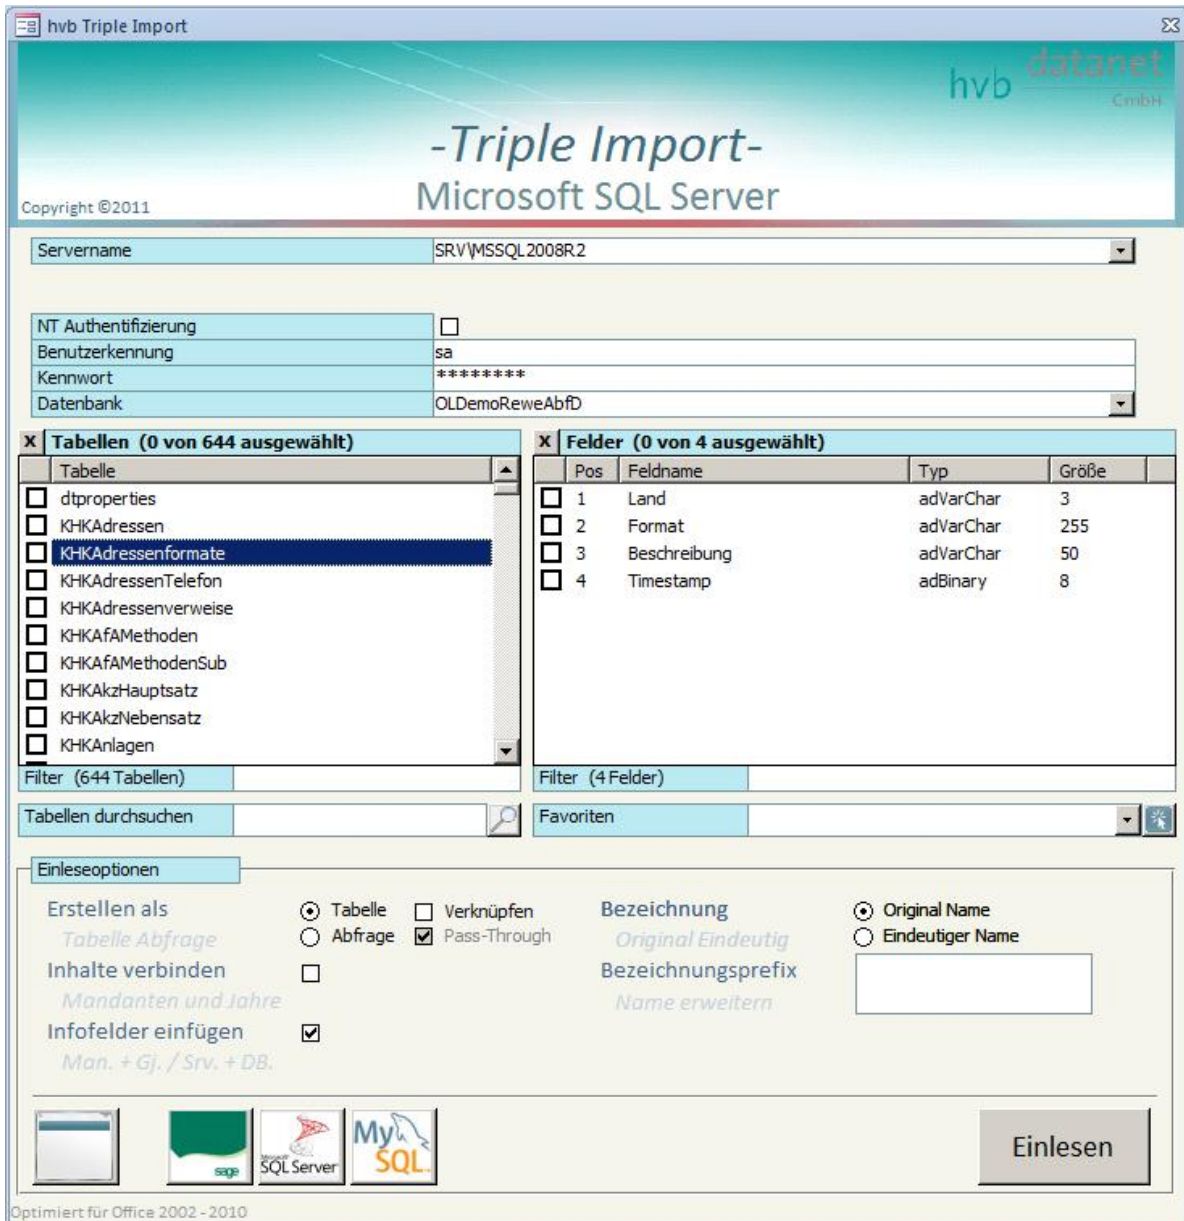 hvb Triple Import
hvb datanet
GmbH
-Triple Import-
Microsoft SQL Server
Copyright ©2011
Servername SRV\MSSQL2008R2
NT Authentifizierung
Benutzerkennung sa
Kennwort ********
Datenbank OLDemoReweAbfD
X Tabellen (0 von 644 ausgewählt)
Tabelle
dtproperties
KHKAdressen
KHKAdressenformate
KHKAdressenTelefon
KHKAdressenverweise
KHKAfAMethoden
KHKAfAMethodenSub
KHKAkzHauptsatz
KHKAkzNebensatz
KHKAnlagen
Filter (644 Tabellen)
Tabellen durchsuchen
X Felder (0 von 4 ausgewählt)
Pos Feldname Typ Größe
1 Land adVarChar 3
2 Format adVarChar 255
3 Beschreibung adVarChar 50
4 Timestamp adBinary 8
Filter (4 Felder)
Favoriten
Einleseoptionen
Erstellen als Tabelle Verknüpfen
Tabelle Abfrage Abfrage Pass-Through
Inhalte verbinden
Mandanten und Jahre
Infofelder einfügen
Man. + Gj. / Srv. + DB.
Bezeichnung Original Name
Original Eindeutig Eindeutiger Name
Bezeichnungsprefix
Name erweitern
sage
Microsoft
SQL Server
My
SQL
Einlesen
Optimiert für Office 2002 - 2010